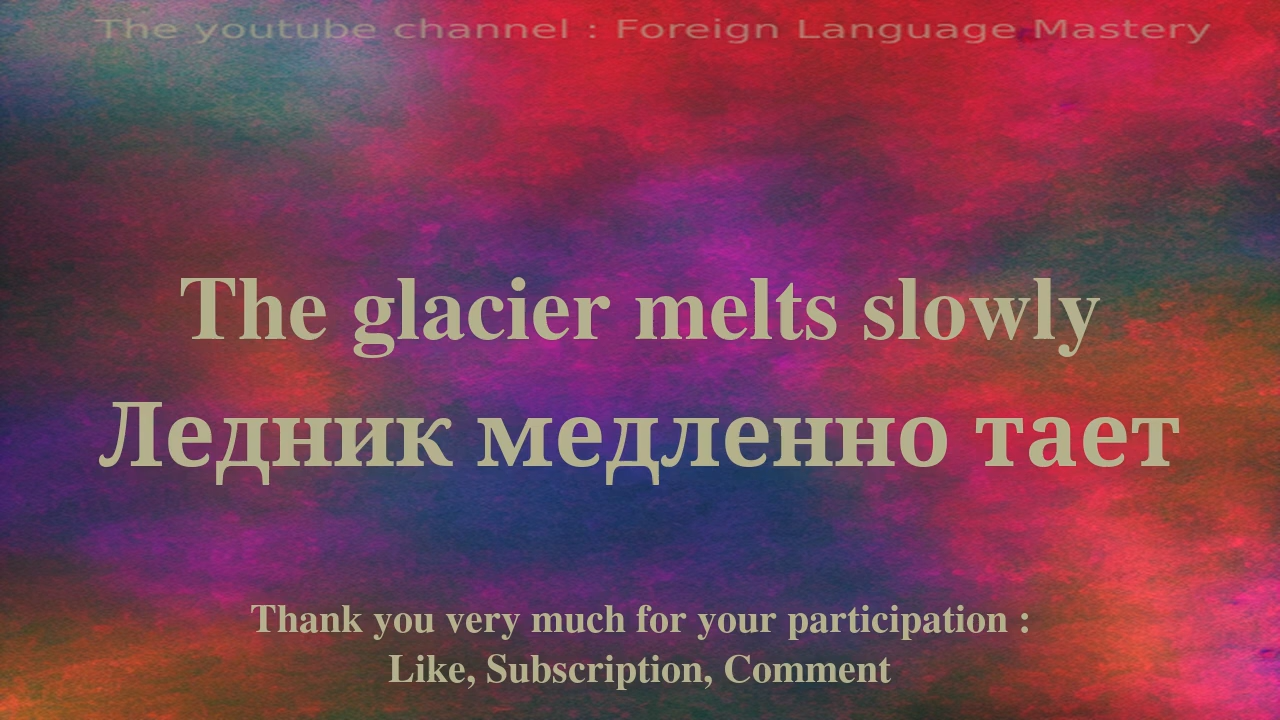 The youtube channel : Foreign Language Mastery
The glacier melts slowly
Ледник медленно тает
Thank you very much for your participation :
Like, Subscription, Comment